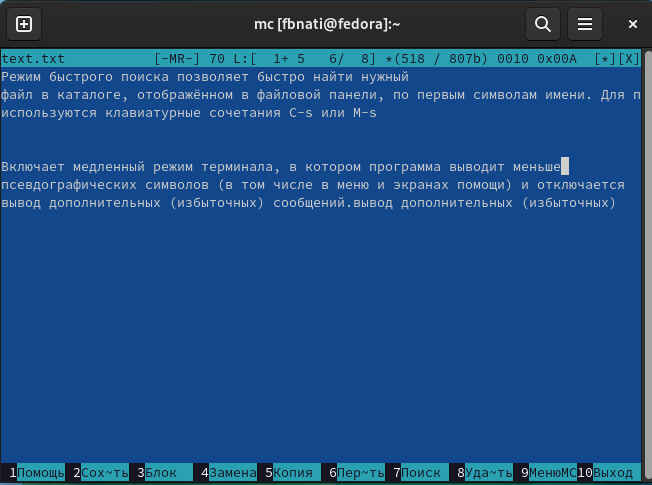 mc [fbnati@fedora]:~
text.txt [-MR-] 70 L:[ 1+ 5 6/ 8] *(518 / 807b) 0010 0x00A [*][X]
Режим быстрого поиска позволяет быстро найти нужный
файл в каталоге, отображённом в файловой панели, по первым символам имени. Для п
используются клавиатурные сочетания C-s или M-s
Включает медленный режим терминала, в котором программа выводит меньше
псевдографических символов (в том числе в меню и экранах помощи) и отключается
вывод дополнительных (избыточных) сообщений.вывод дополнительных (избыточных)
1Помощь 2Сох~ть 3Блок 4Замена 5Копия 6Пер~ть 7Поиск 8Уда~ть 9МенюMC 10Выход